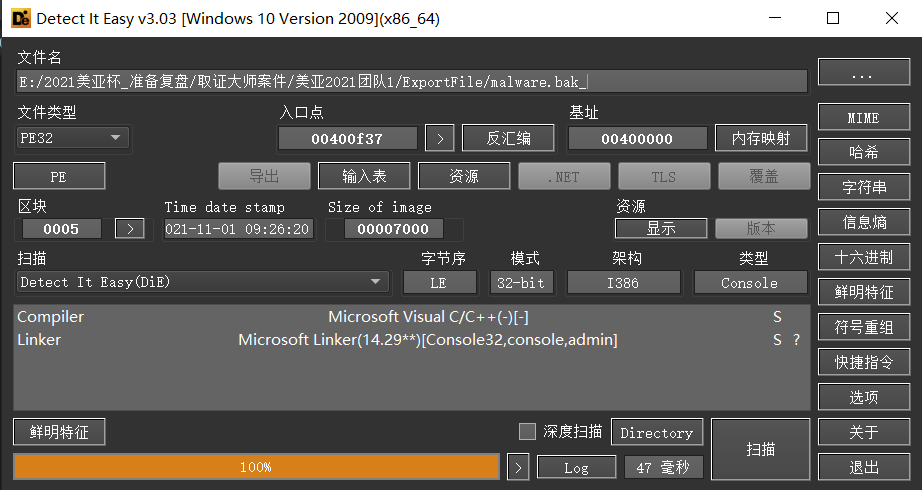 Detect It Easy v3.03 [Windows 10 Version 2009](x86_64)
文件名
E:/2021美亚杯_准备复盘/取证大师案件/美亚2021团队1/ExportFile/malware.bak_
...
文件类型 入口点 基址
PE32 00400f37 > 反汇编 00400000 内存映射
MIME
PE 导出 输入表 资源 .NET TLS 覆盖
哈希
区块 Time date stamp Size of image 资源
字符串
0005 > 021-11-01 09:26:20 00007000 显示 版本
信息熵
扫描 字节序 模式 架构 类型
十六进制
Detect It Easy(DiE) LE 32-bit I386 Console
鲜明特征
Compiler Microsoft Visual C/C++(-)[-] S
符号重组
Linker Microsoft Linker(14.29**)[Console32,console,admin] S ?
快捷指令
选项
鲜明特征 深度扫描 Directory 扫描 关于
100% > Log 47 毫秒 退出